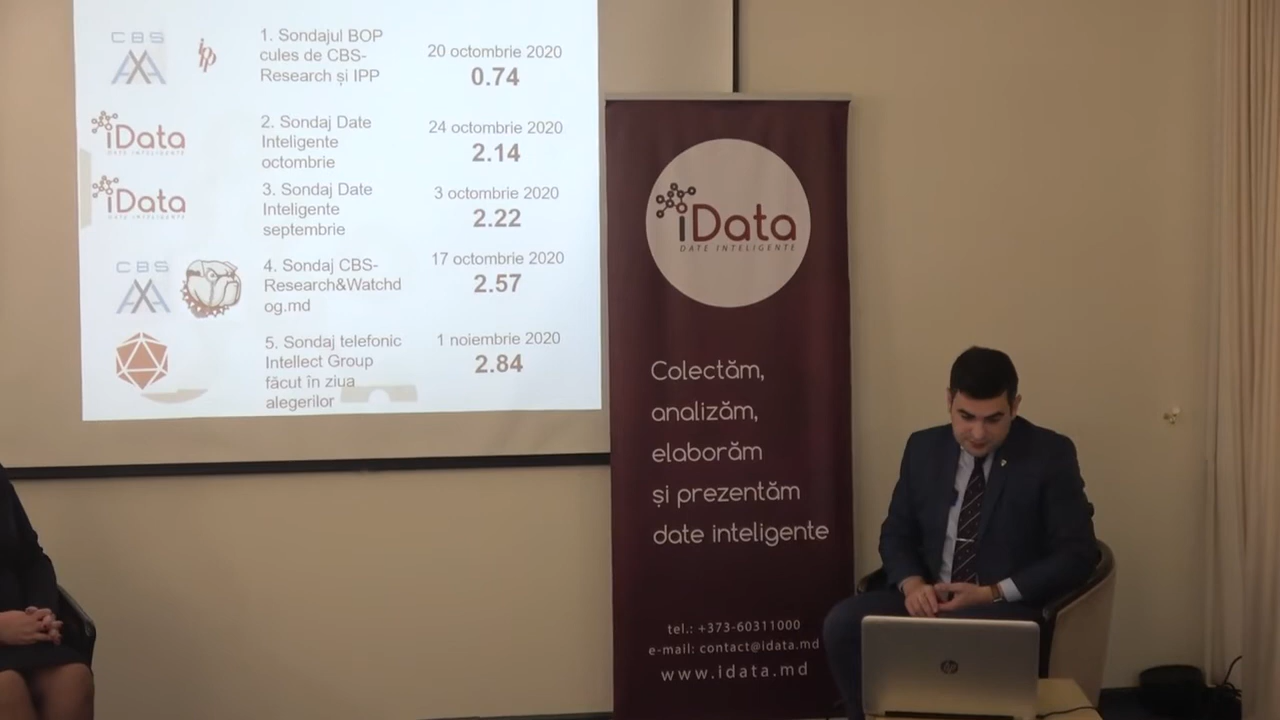 CBS
AXA
ip
1. Sondajul BOP
cules de CBS-
Research și IPP
20 octombrie 2020
0.74
iData
DATE INTELIGENTE
2. Sondaj Date
Inteligente
octombrie
24 octombrie 2020
2.14
iData
DATE INTELIGENTE
3. Sondaj Date
Inteligente
septembrie
3 octombrie 2020
2.22
CBS
AXA
4. Sondaj CBS-
Research&Watchd
og.md
17 octombrie 2020
2.57
5. Sondaj telefonic
Intellect Group
făcut în ziua
alegerilor
1 noiembrie 2020
2.84
iData
DATE INTELIGENTE
Colectăm,
analizăm,
elaborăm
și prezentăm
date inteligente
tel.: +373-60311000
e-mail: contact@idata.md
www.idata.md
hp